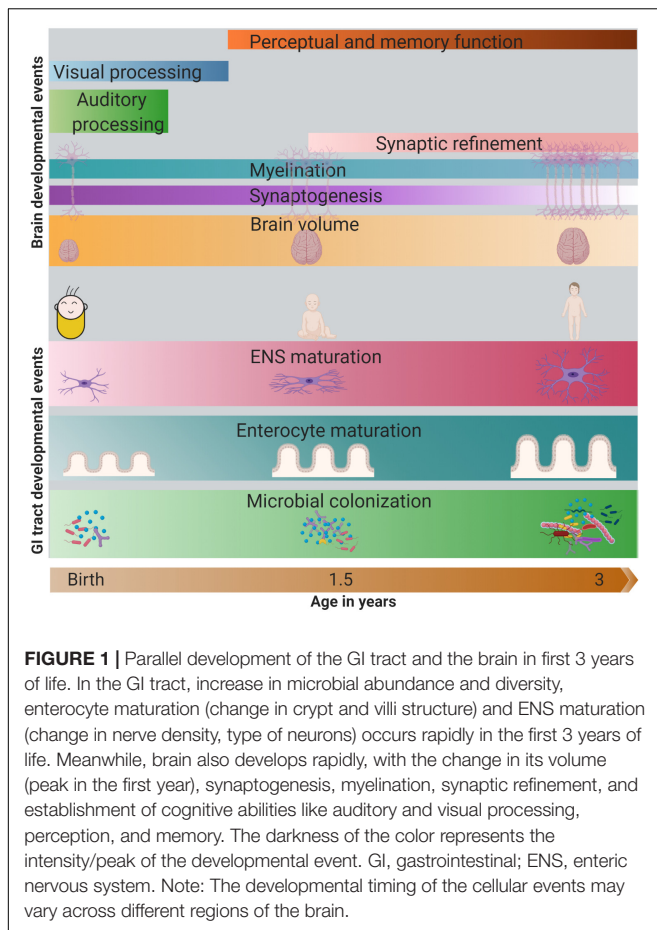 Brain developmental events
Perceptual and memory function
Visual processing
Auditory
processing
Synaptic refinement
Myelination
Synaptogenesis
Brain volume
GI tract developmental events
ENS maturation
Enterocyte maturation
Microbial colonization
Birth 1.5 3
Age in years
FIGURE 1 | Parallel development of the GI tract and the brain in first 3 years
of life. In the GI tract, increase in microbial abundance and diversity,
enterocyte maturation (change in crypt and villi structure) and ENS maturation
(change in nerve density, type of neurons) occurs rapidly in the first 3 years of
life. Meanwhile, brain also develops rapidly, with the change in its volume
(peak in the first year), synaptogenesis, myelination, synaptic refinement, and
establishment of cognitive abilities like auditory and visual processing,
perception, and memory. The darkness of the color represents the
intensity/peak of the developmental event. GI, gastrointestinal; ENS, enteric
nervous system. Note: The developmental timing of the cellular events may
vary across different regions of the brain.